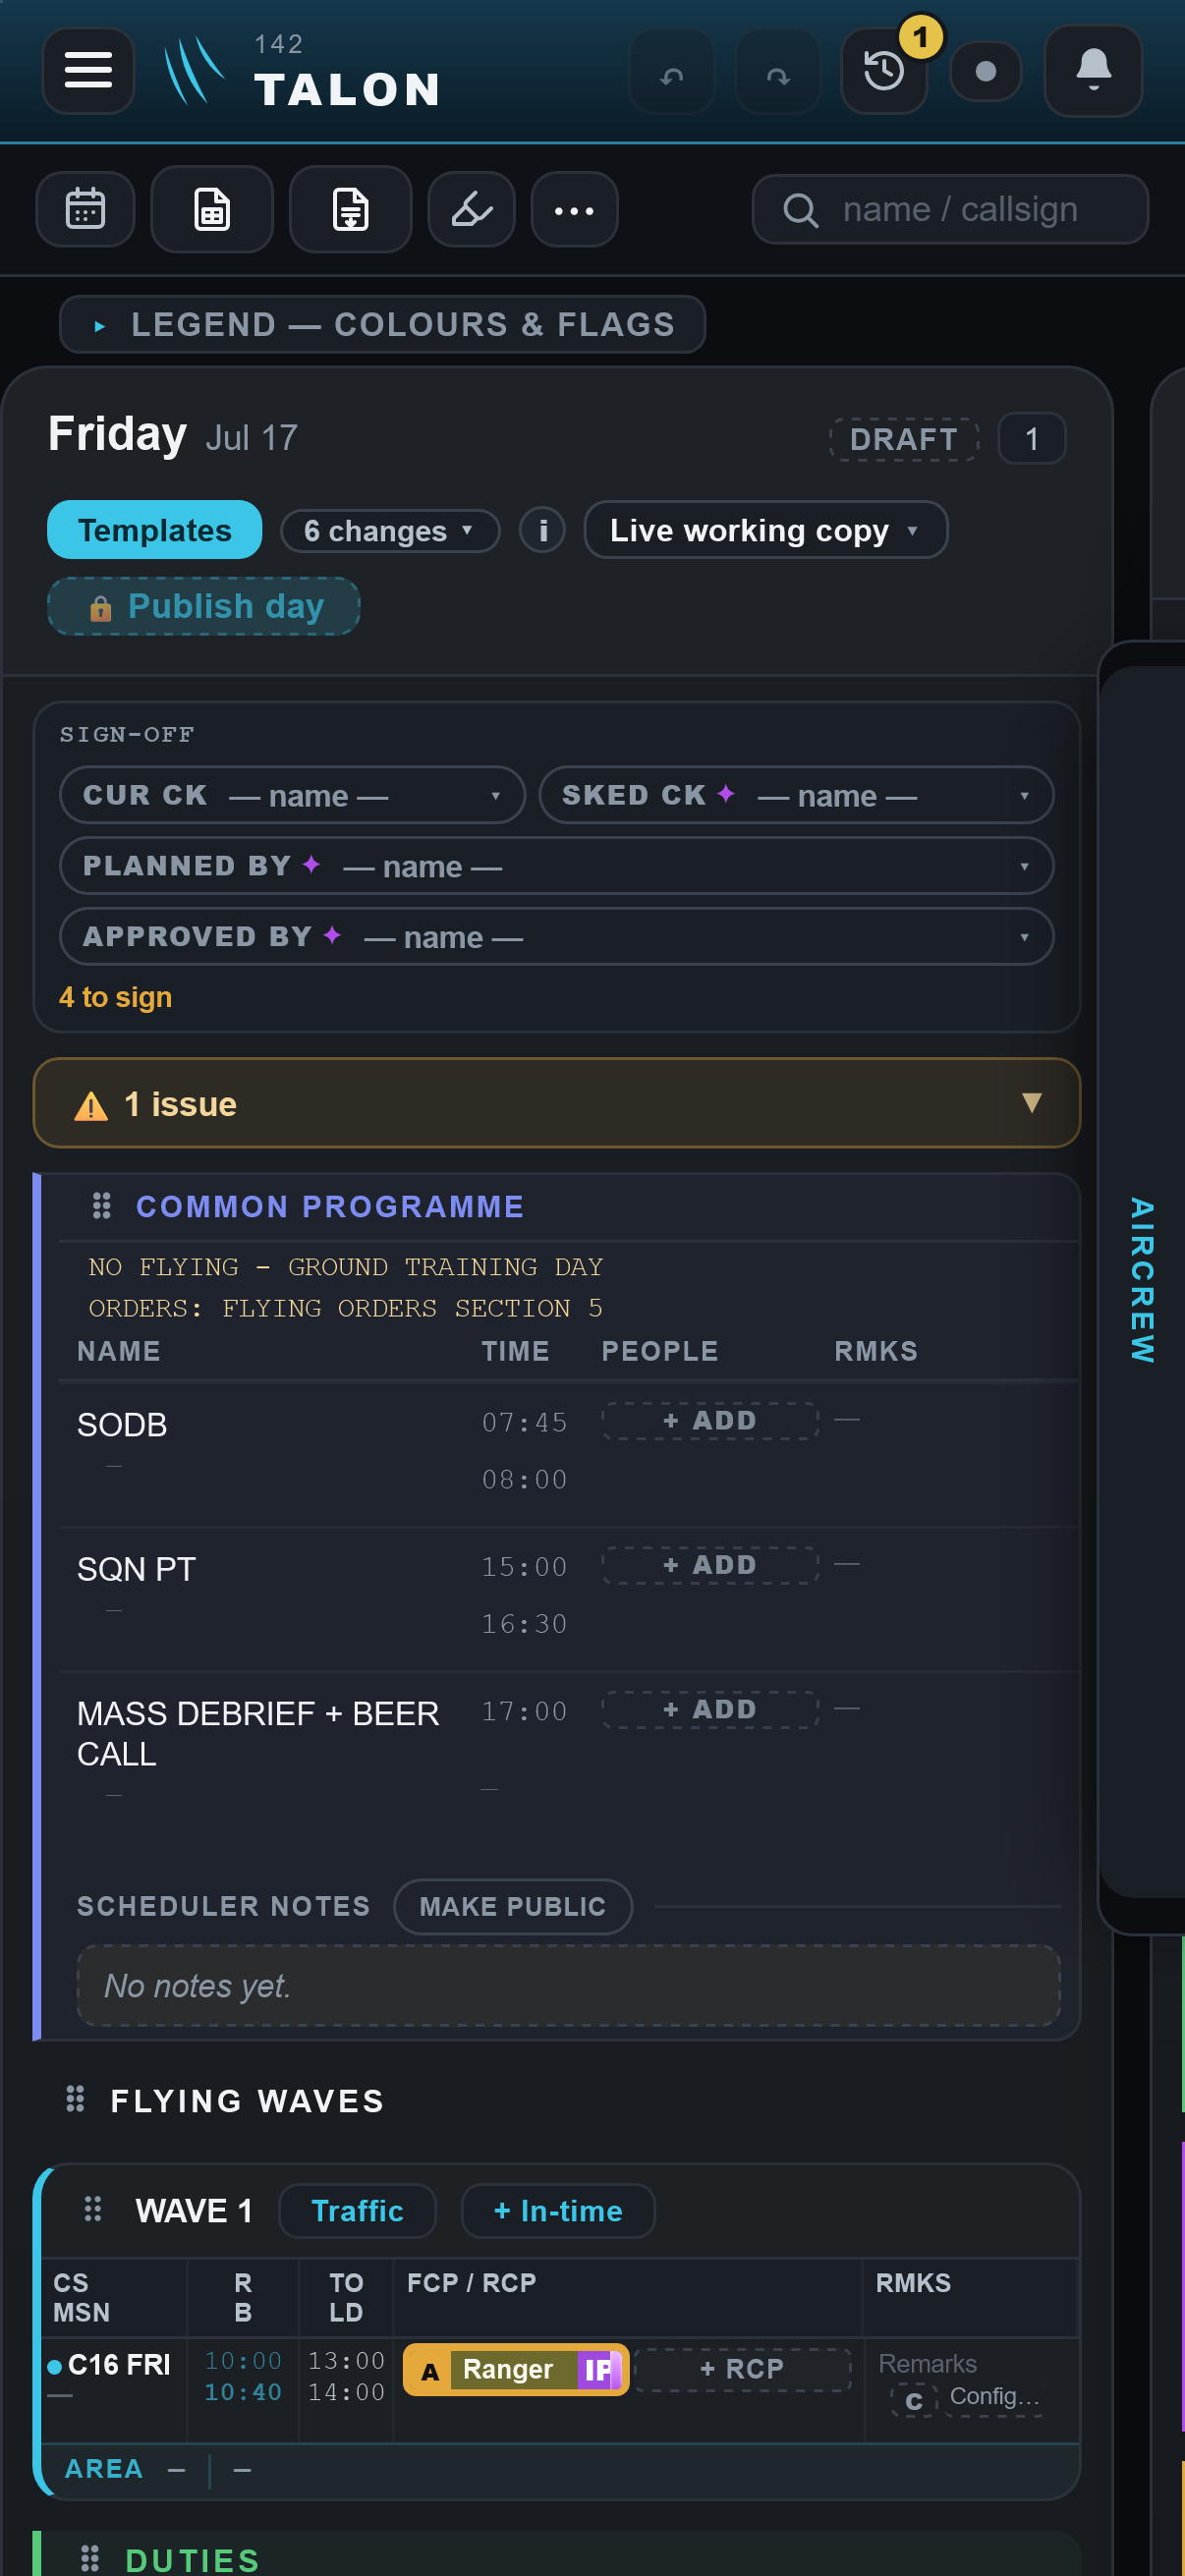 142
TALON
1
name / callsign
LEGEND — COLOURS & FLAGS
Friday Jul 17
DRAFT 1
Templates 6 changes i Live working copy
Publish day
SIGN-OFF
CUR CK — name — SKED CK — name —
PLANNED BY — name —
APPROVED BY — name —
4 to sign
1 issue
COMMON PROGRAMME
NO FLYING - GROUND TRAINING DAY
ORDERS: FLYING ORDERS SECTION 5
NAME TIME PEOPLE RMKS
SODB 07:45 + ADD —
— 08:00
SQN PT 15:00 + ADD —
— 16:30
MASS DEBRIEF + BEER 17:00 + ADD —
CALL
— —
AIRCREW
SCHEDULER NOTES MAKE PUBLIC
No notes yet.
FLYING WAVES
WAVE 1 Traffic + In-time
CS R TO FCP / RCP RMKS
MSN B LD
C16 FRI 10:00 13:00 A Ranger IP + RCP Remarks
— 10:40 14:00 C Config...
AREA — —
DUTIES